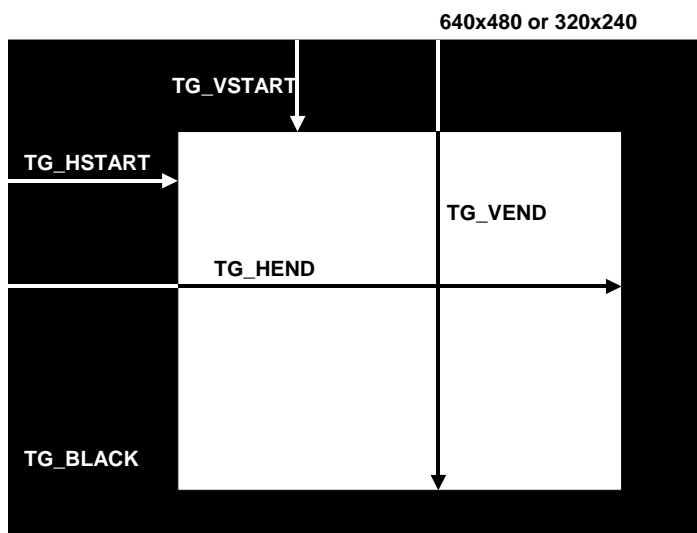 640x480 or 320x240
TG_VSTART
TG_HSTART
TG_VEND
TG_HEND
TG_BLACK